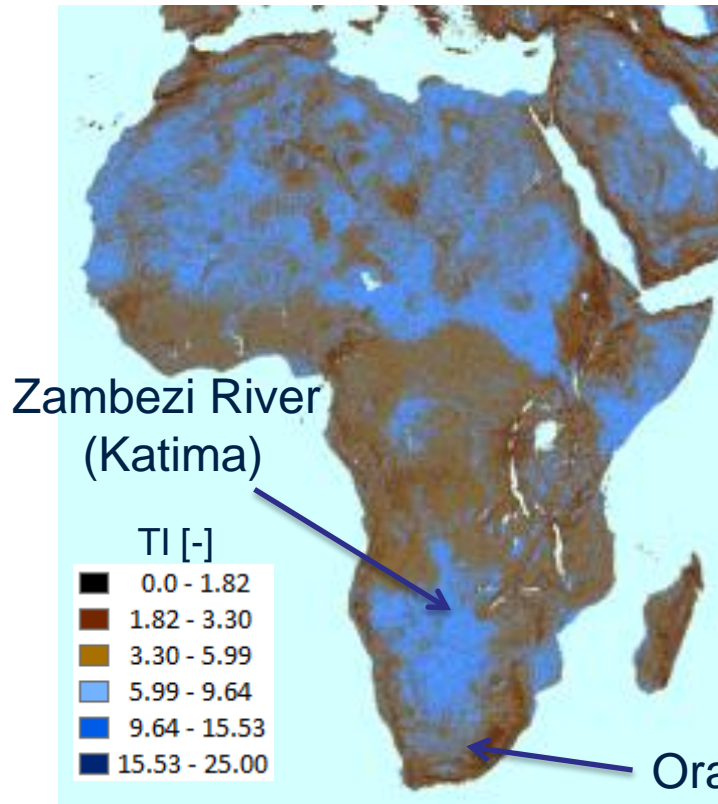 Zambezi River
(Katima)
TI [-]
0.0 - 1.82
1.82 - 3.30
3.30 - 5.99
5.99 - 9.64
9.64 - 15.53
15.53 - 25.00
Ora